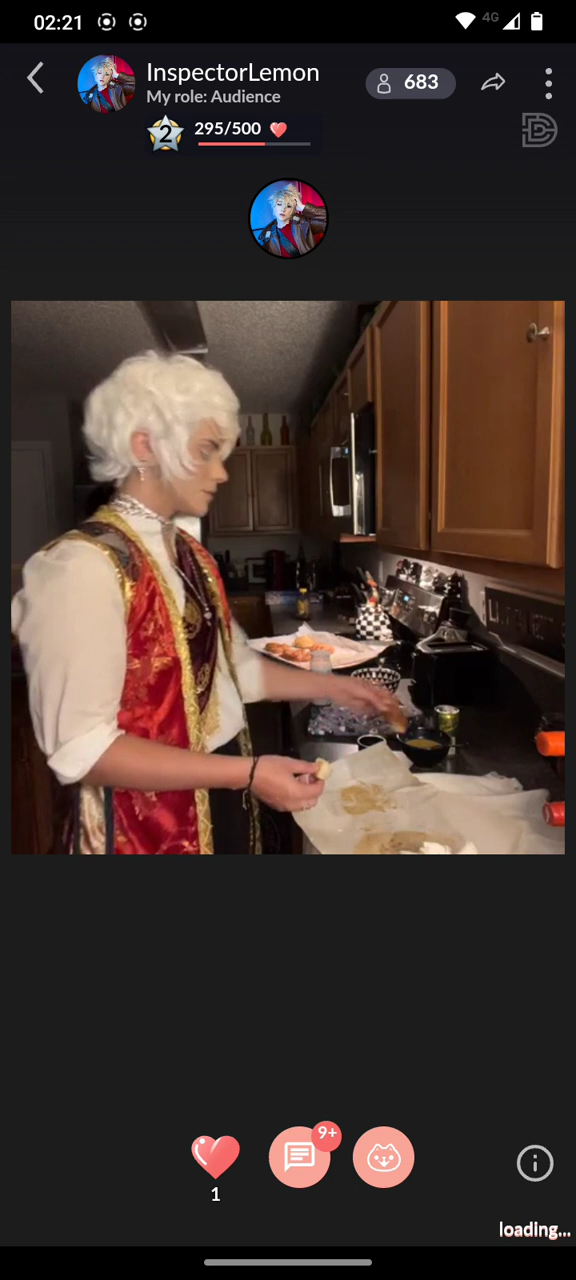 02:21
4G
InspectorLemon
My role: Audience
683
2
295/500
9+
1
loading...